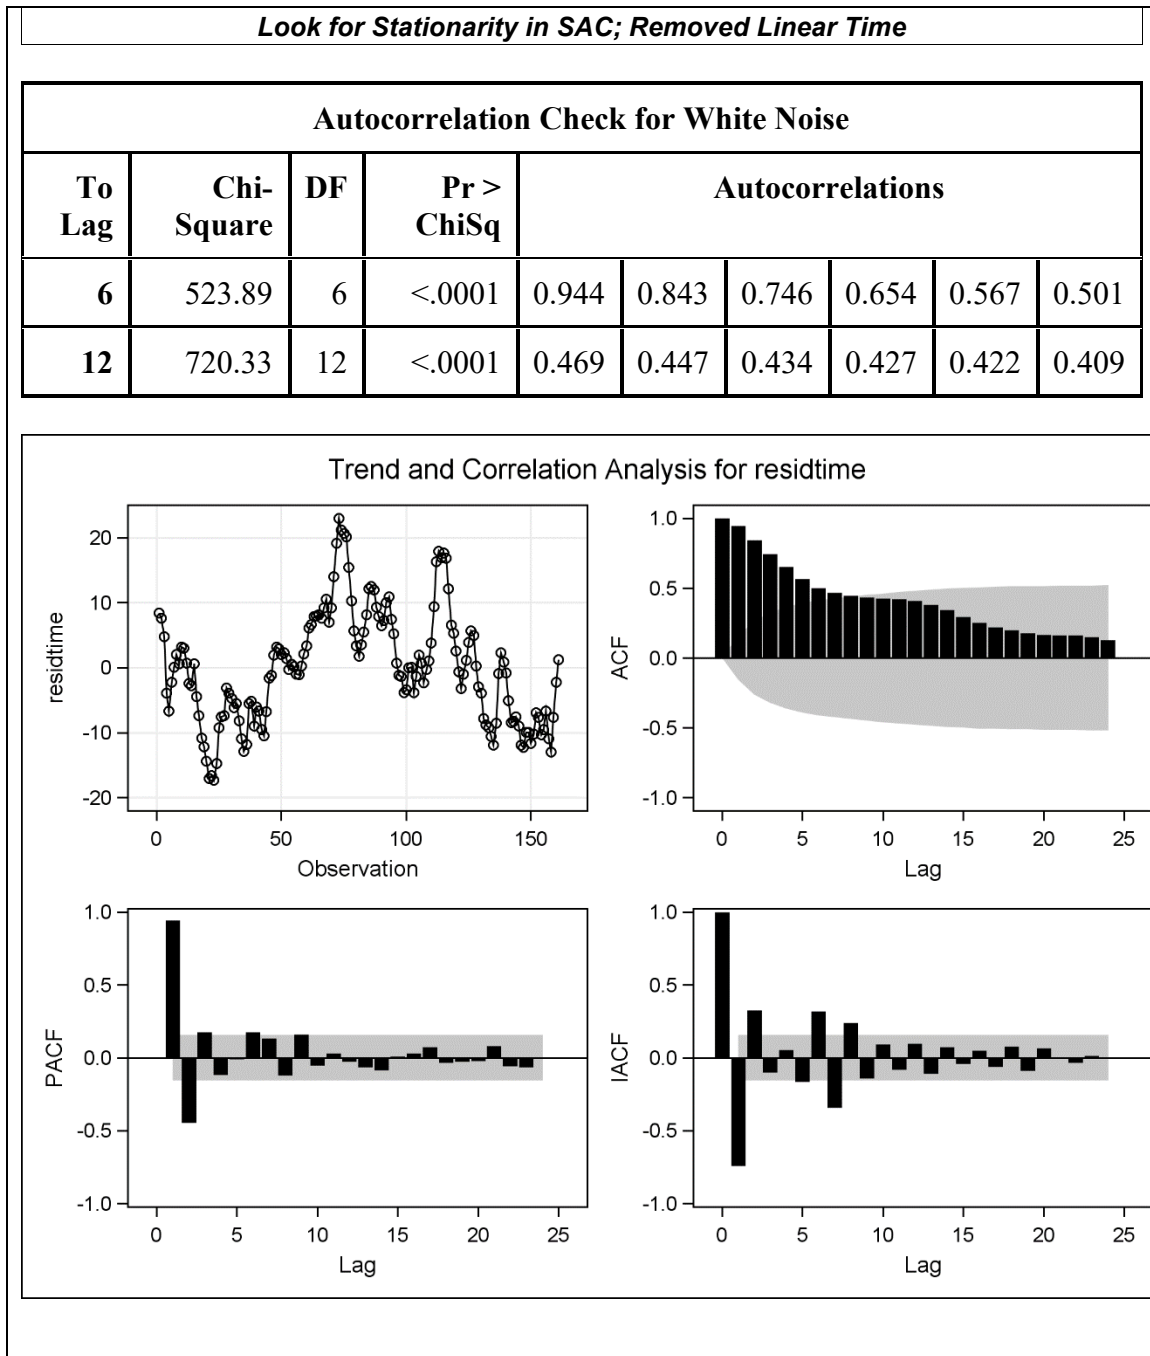 Look for Stationarity in SAC; Removed Linear Time
Autocorrelation Check for White Noise
To Lag Chi-Square DF Pr > ChiSq Autocorrelations
6 523.89 6 <.0001 0.944 0.843 0.746 0.654 0.567 0.501
12 720.33 12 <.0001 0.469 0.447 0.434 0.427 0.422 0.409
Trend and Correlation Analysis for residtime
20
10
0
-10
-20
residtime
0 50 100 150
Observation
1.0
0.5
0.0
-0.5
-1.0
ACF
0 5 10 15 20 25
Lag
1.0
0.5
0.0
-0.5
-1.0
PACF
0 5 10 15 20 25
Lag
1.0
0.5
0.0
-0.5
-1.0
IACF
0 5 10 15 20 25
Lag